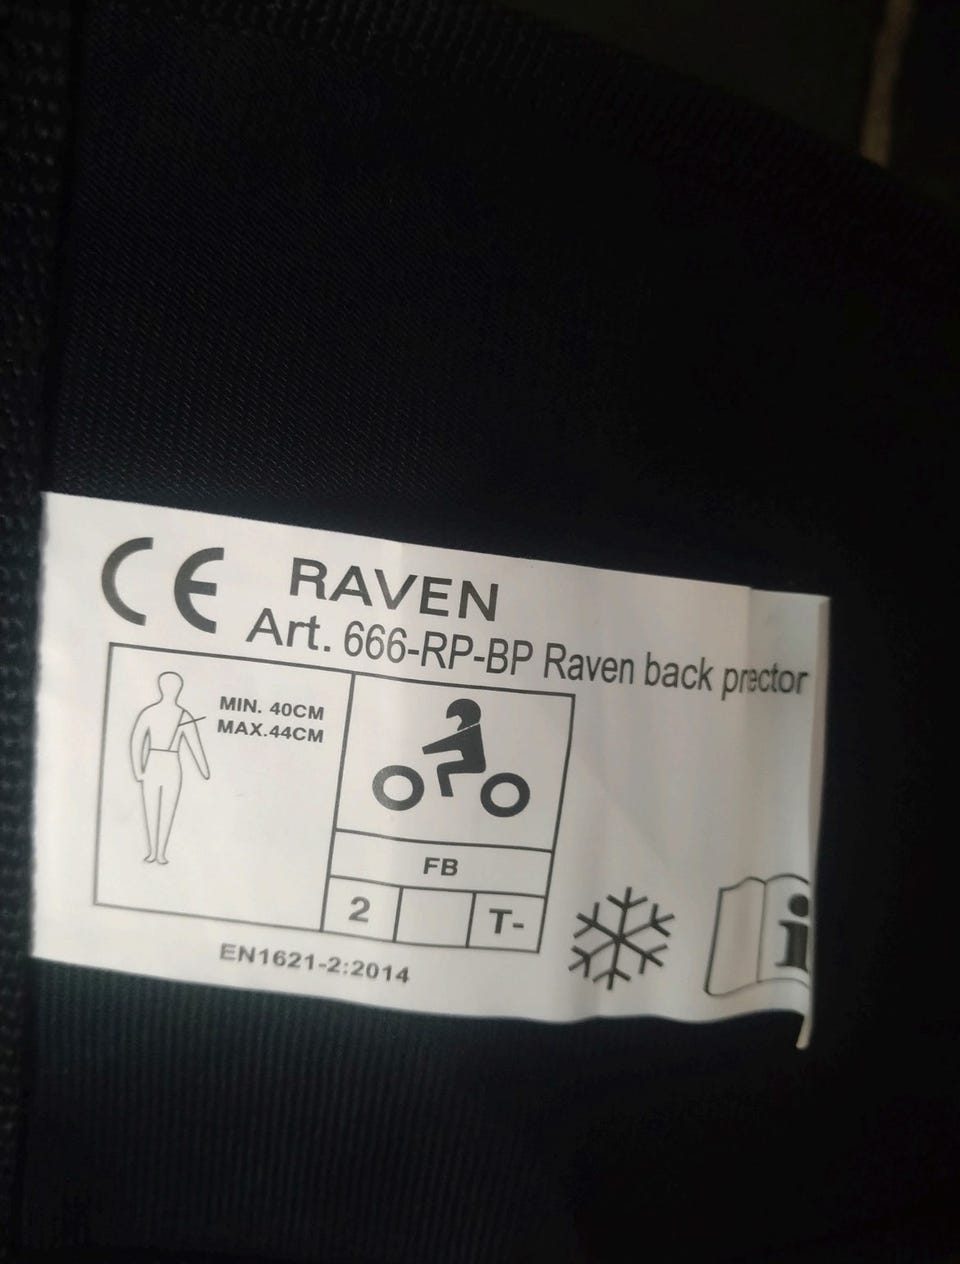 CE RAVEN
Art. 666-RP-BP Raven back prector
MIN. 40CM
MAX.44CM
FB
2 T-
EN1621-2:2014
i